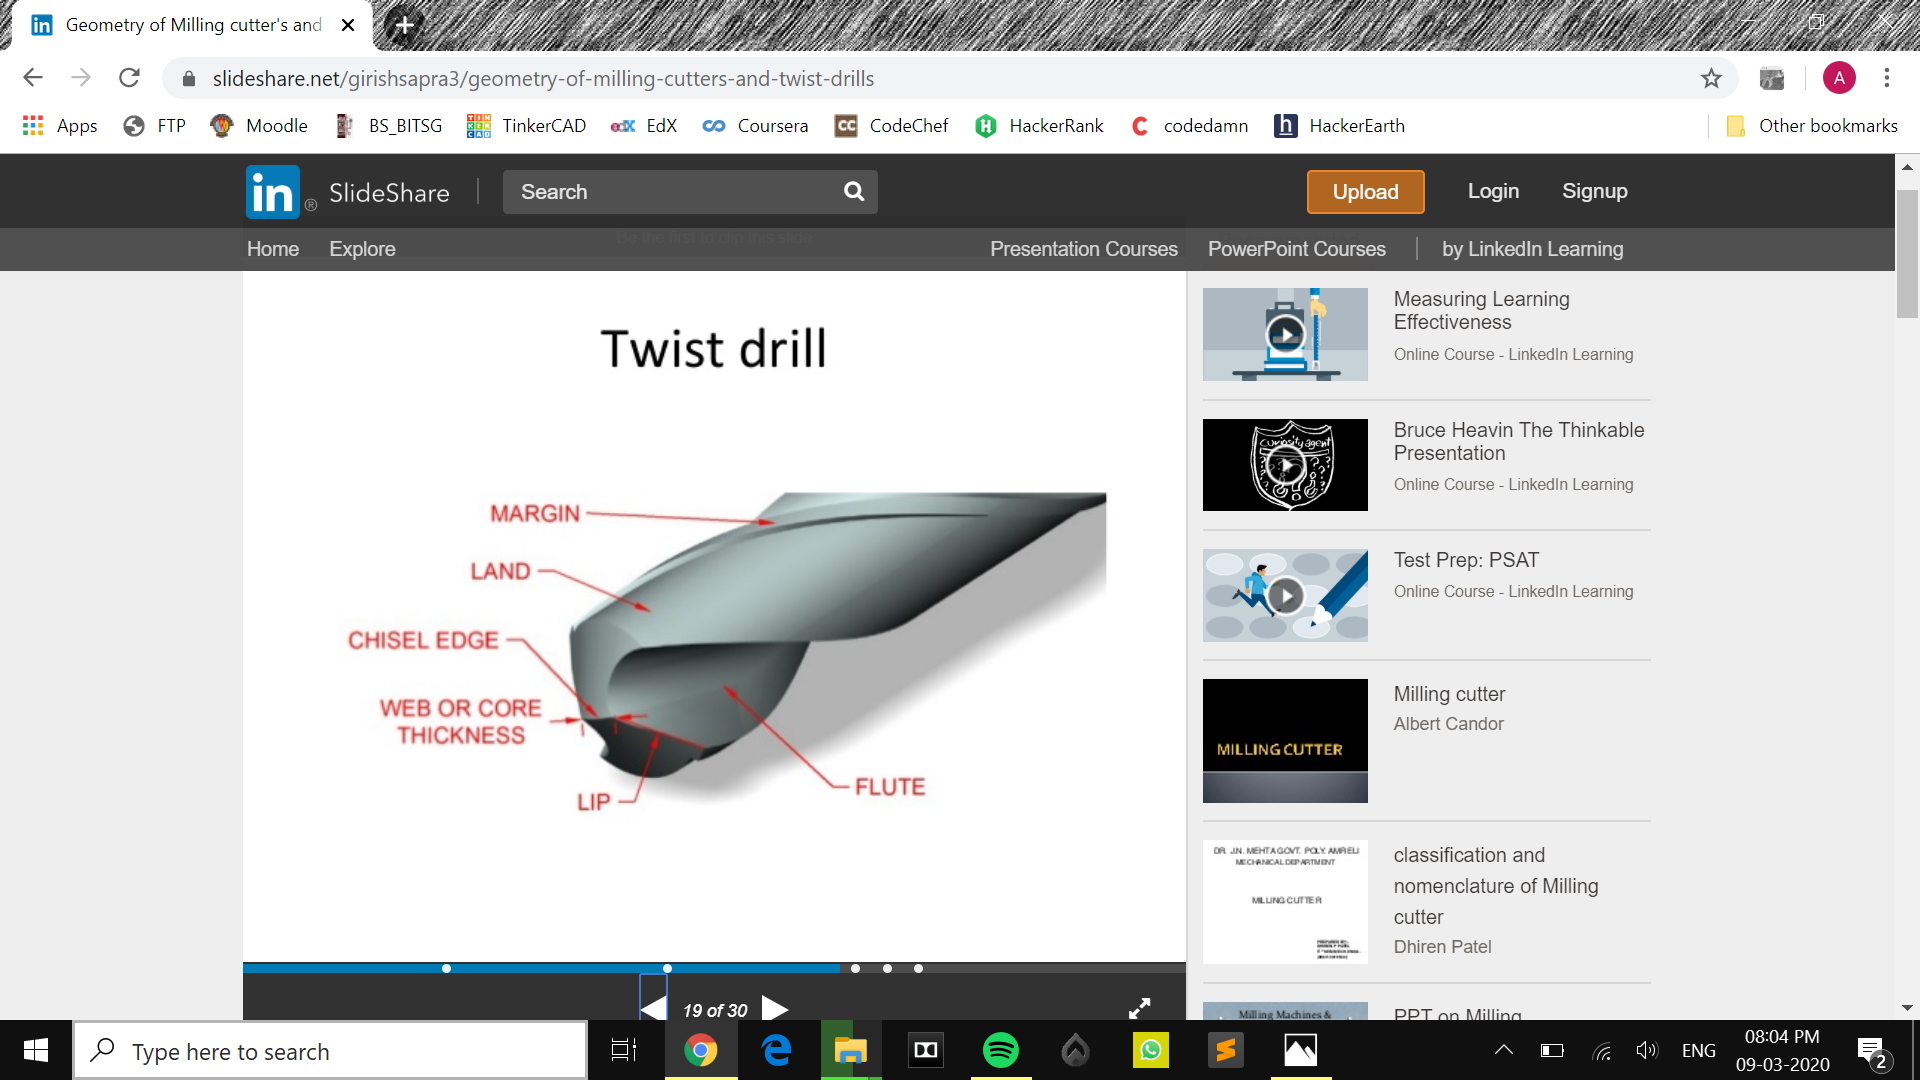 Geometry of Milling cutter's and
slideshare.net/girishsapra3/geometry-of-milling-cutters-and-twist-drills
A
Apps
FTP
Moodle
BS_BITSG
TinkerCAD
EdX
Coursera
CodeChef
HackerRank
codedamn
HackerEarth
Other bookmarks
in ® SlideShare
Search
Upload
Login
Signup
Home
Explore
Presentation Courses
PowerPoint Courses
by LinkedIn Learning
Twist drill
MARGIN
LAND
CHISEL EDGE
WEB OR CORE
THICKNESS
LIP
FLUTE
19 of 30
Measuring Learning
Effectiveness
Online Course - LinkedIn Learning
curiosity agent
Bruce Heavin The Thinkable
Presentation
Online Course - LinkedIn Learning
Test Prep: PSAT
Online Course - LinkedIn Learning
MILLING CUTTER
Milling cutter
Albert Candor
DR. J.N. MEHTA GOVT. POLY. AMRELI
MECHANICAL DEPARTMENT
MILLING CUTTER
classification and
nomenclature of Milling
cutter
Dhiren Patel
Milling Machines &
PPT on Milling
Type here to search
ENG
08:04 PM
09-03-2020
2